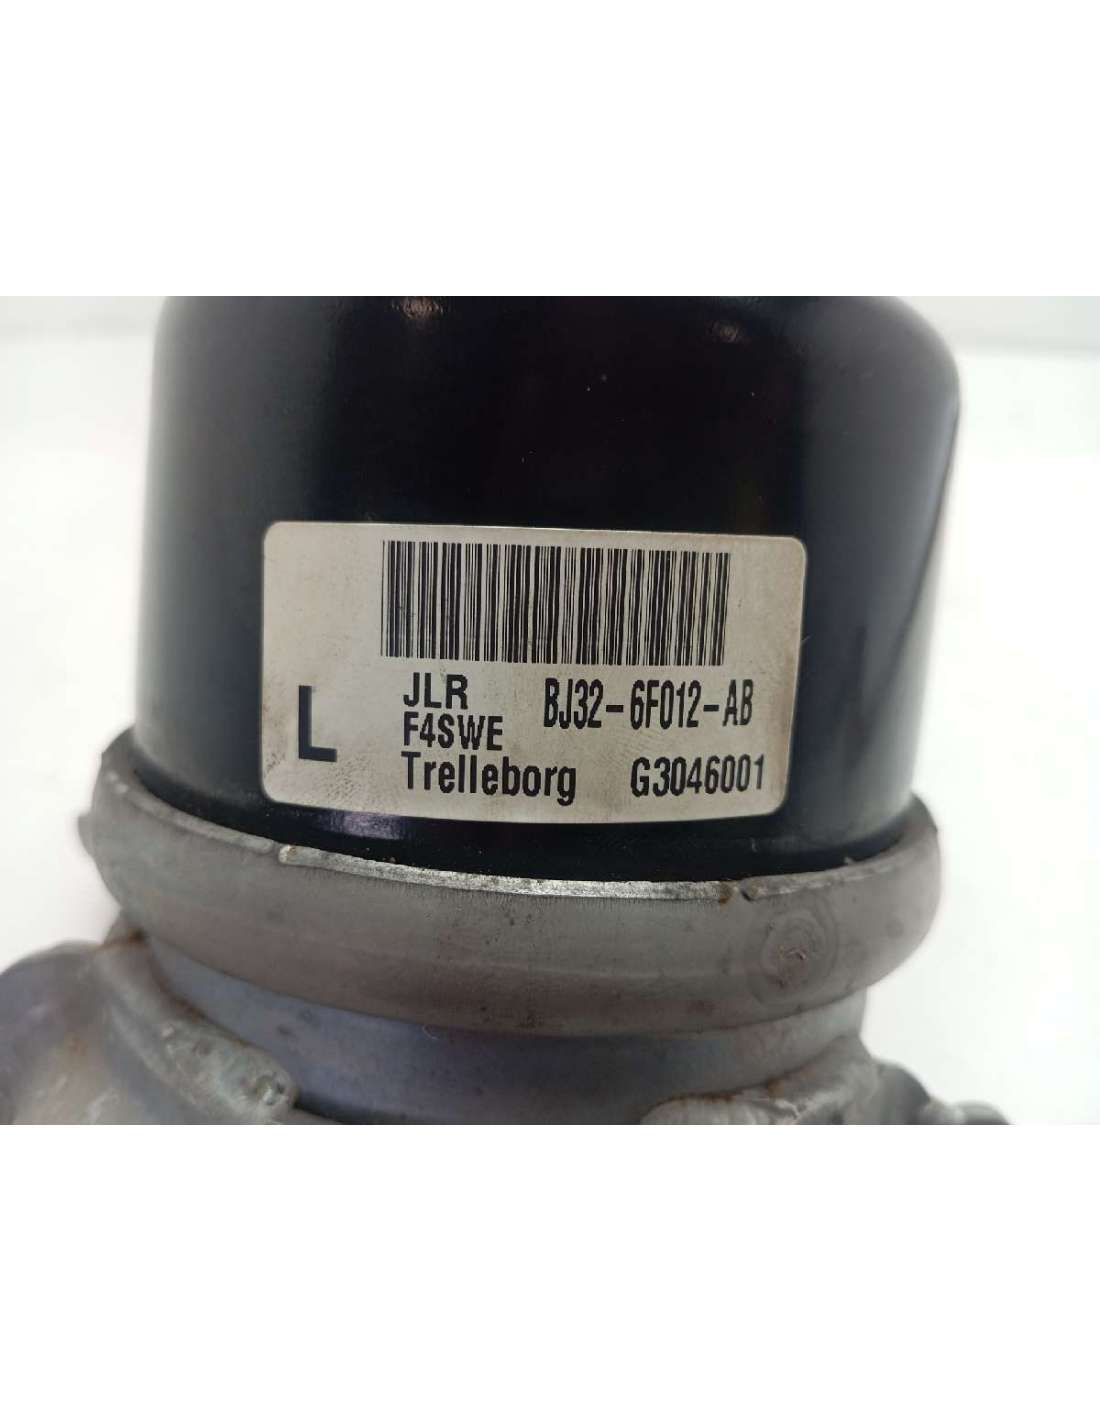 L
JLR BJ32-6F012-AB
F4SWE
Trelleborg G3046001